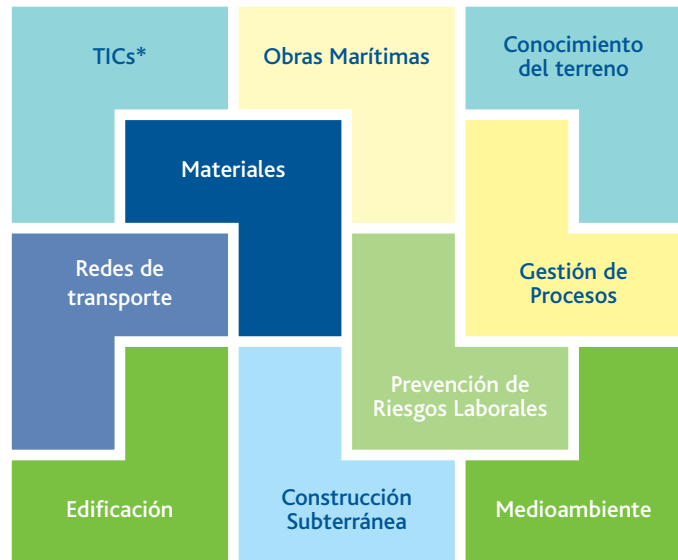 TICs*
Obras Marítimas
Conocimiento
del terreno
Materiales
Redes de
transporte
Gestión de
Procesos
Prevención de
Riesgos Laborales
Edificación
Construcción
Subterránea
Medioambiente